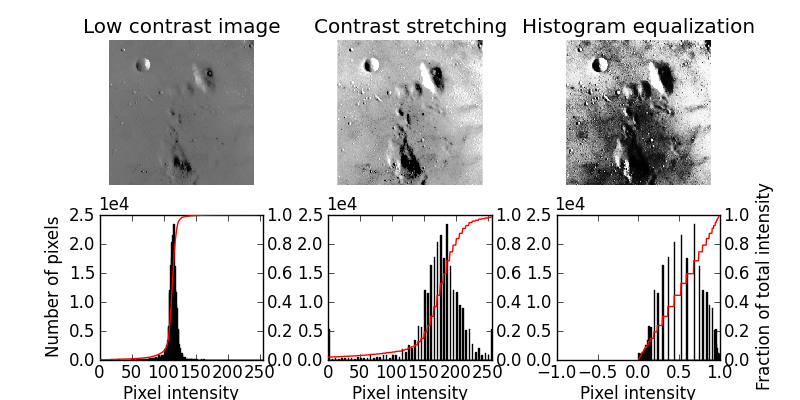 Low contrast image
Contrast stretching
Histogram equalization
1e4
1e4
1e4
2.5
2.0
1.5
1.0
0.5
0.0
Number of pixels
0 50 100 150 200 250
Pixel intensity
1.0
0.8
0.6
0.4
0.2
0.0
2.5
2.0
1.5
1.0
0.5
0.0
0 50 100 150 200 250
Pixel intensity
1.0
0.8
0.6
0.4
0.2
0.0
2.5
2.0
1.5
1.0
0.5
0.0
−1.0 −0.5 0.0 0.5 1.0
Pixel intensity
1.0
0.8
0.6
0.4
0.2
0.0
Fraction of total intensity